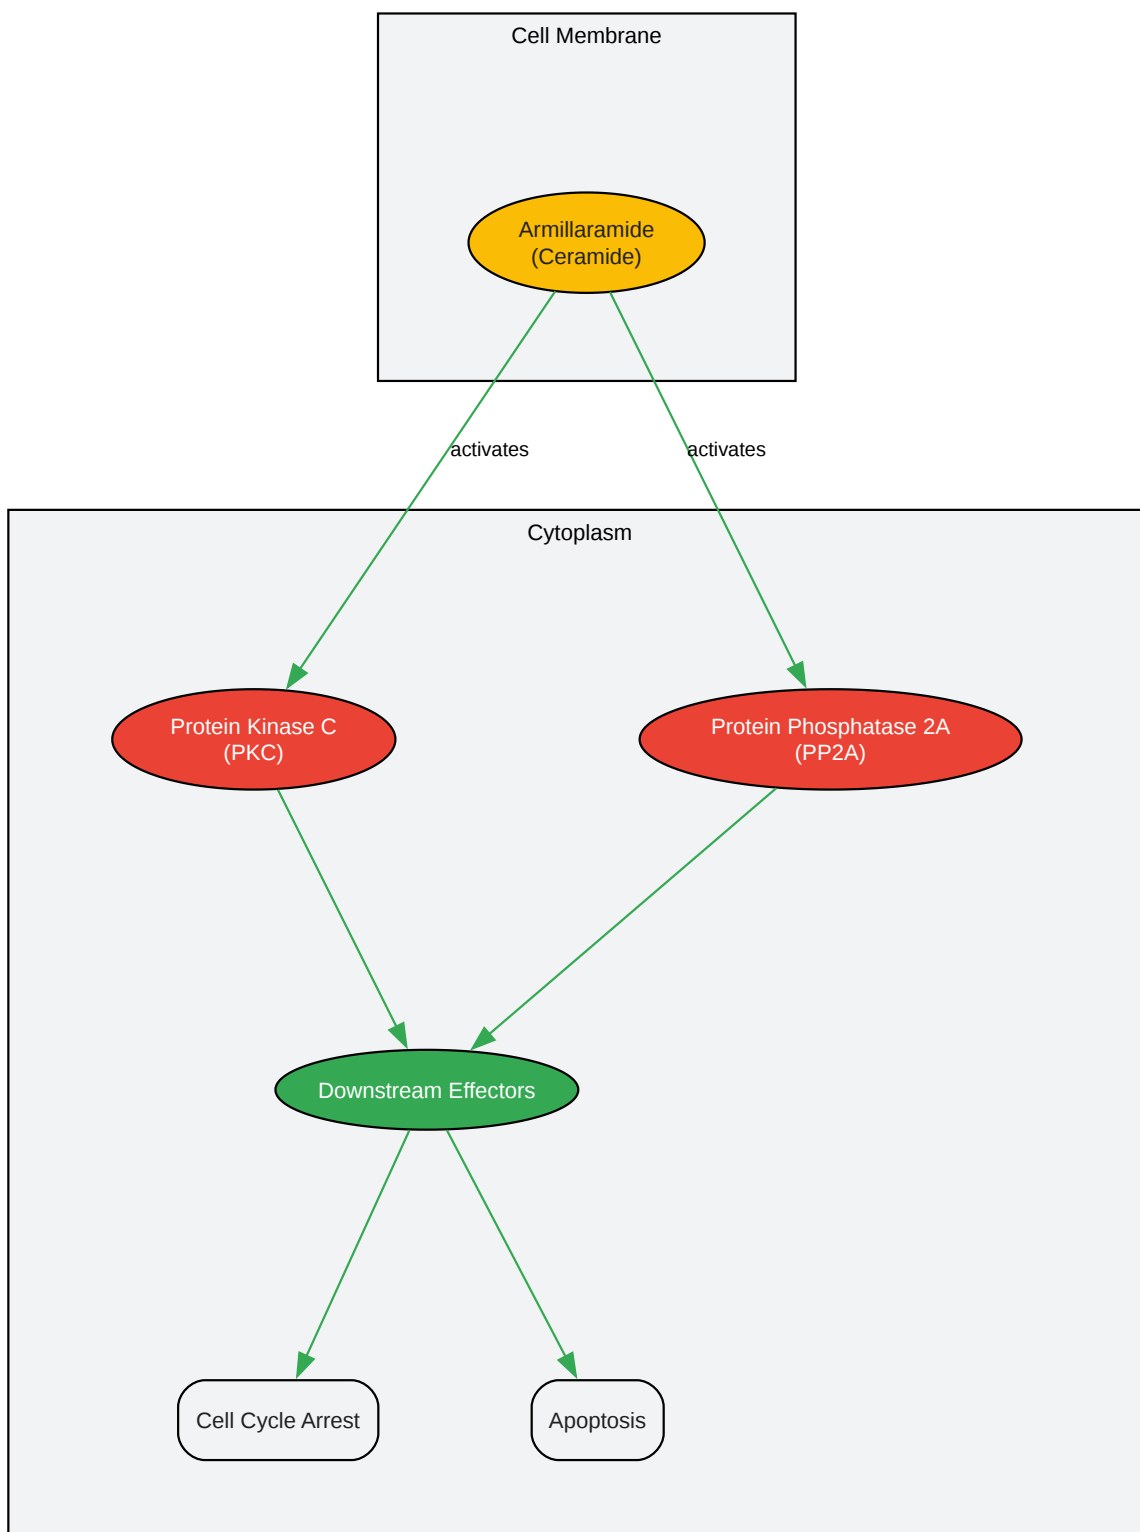 Cell Membrane
Armillaramide
(Ceramide)
activates
activates
Cytoplasm
Protein Kinase C
(PKC)
Protein Phosphatase 2A
(PP2A)
Downstream Effectors
Cell Cycle Arrest
Apoptosis